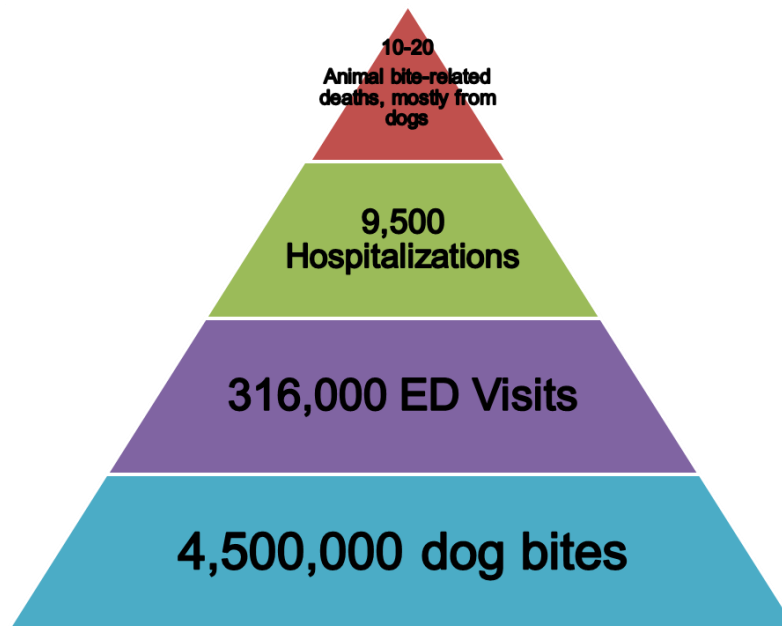 10-20
Animal bite-related
deaths, mostly from
dogs
9,500
Hospitalizations
316,000 ED Visits
4,500,000 dog bites